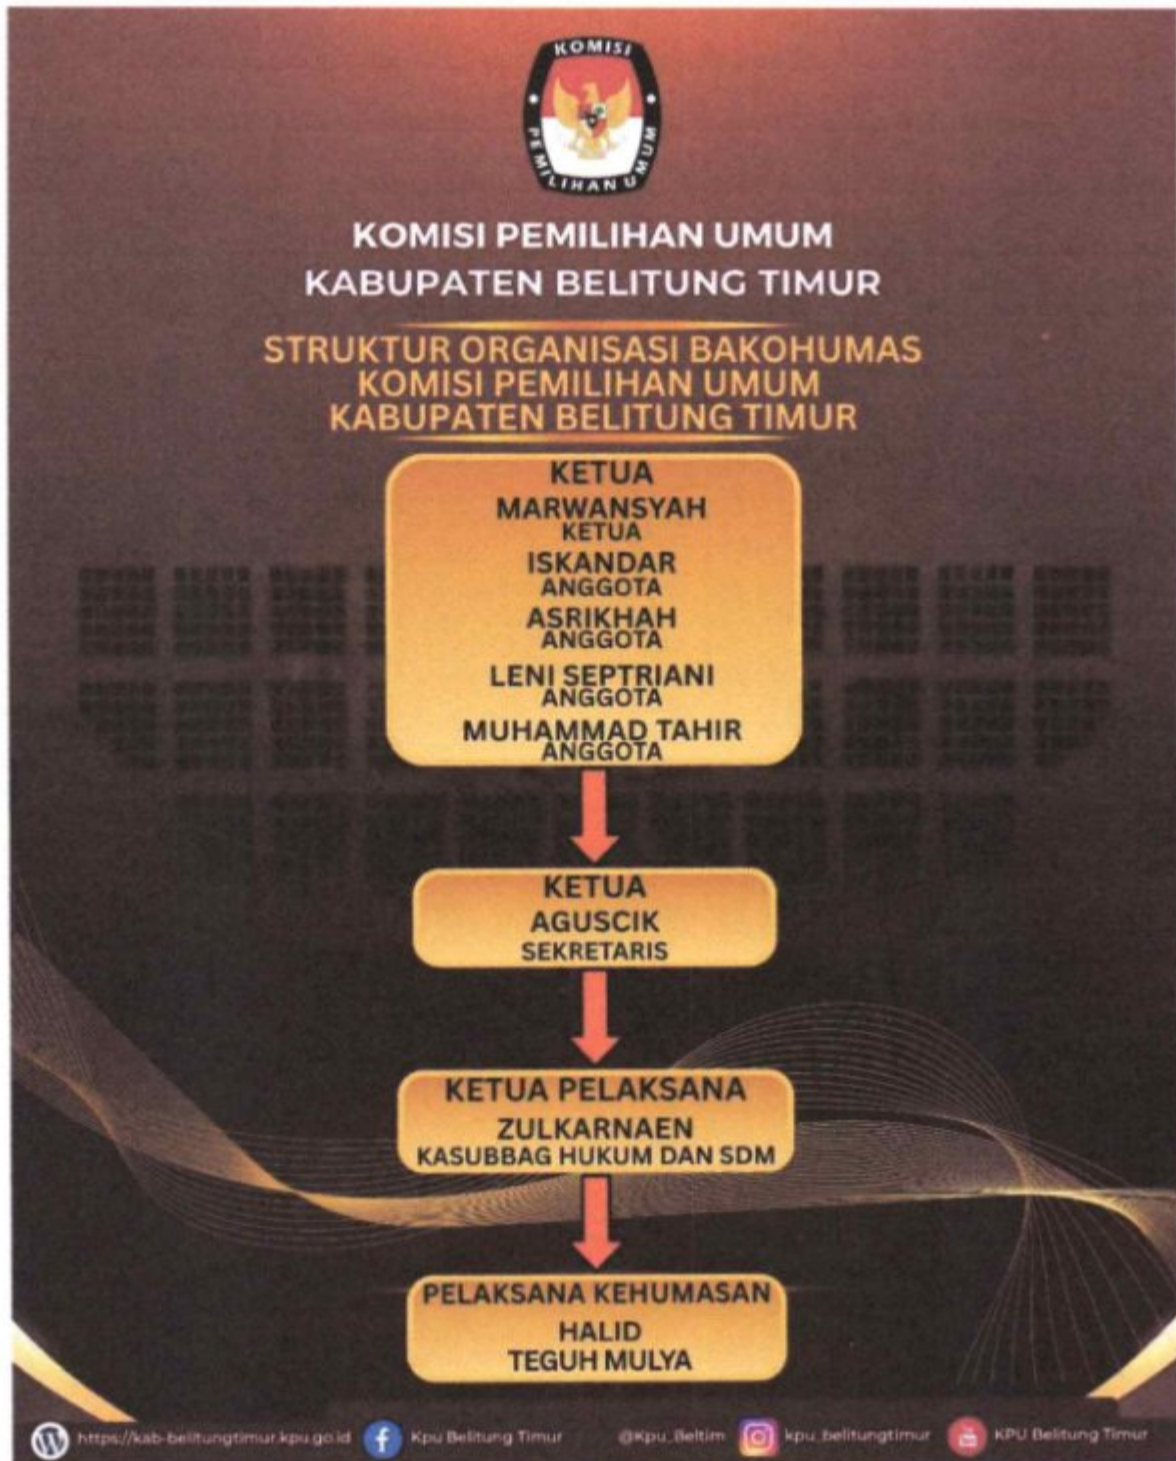 KOMISI
PEMILIHAN UMUM
KOMISI PEMILIHAN UMUM
KABUPATEN BELITUNG TIMUR
STRUKTUR ORGANISASI BAKOHUMAS
KOMISI PEMILIHAN UMUM
KABUPATEN BELITUNG TIMUR
KETUA
MARWANSYAH
KETUA
ISKANDAR
ANGGOTA
ASRIKHAH
ANGGOTA
LENI SEPTRIANI
ANGGOTA
MUHAMMAD TAHIR
ANGGOTA
KETUA
AGUSCIK
SEKRETARIS
KETUA PELAKSANA
ZULKARNAEN
KASUBBAG HUKUM DAN SDM
PELAKSANA KEHUMASAN
HALID
TEGUH MULYA
https://kab-belitungtimur.kpu.go.id Kpu Belitung Timur @Kpu_Beltim kpu_belitungtimur KPU Belitung Timur